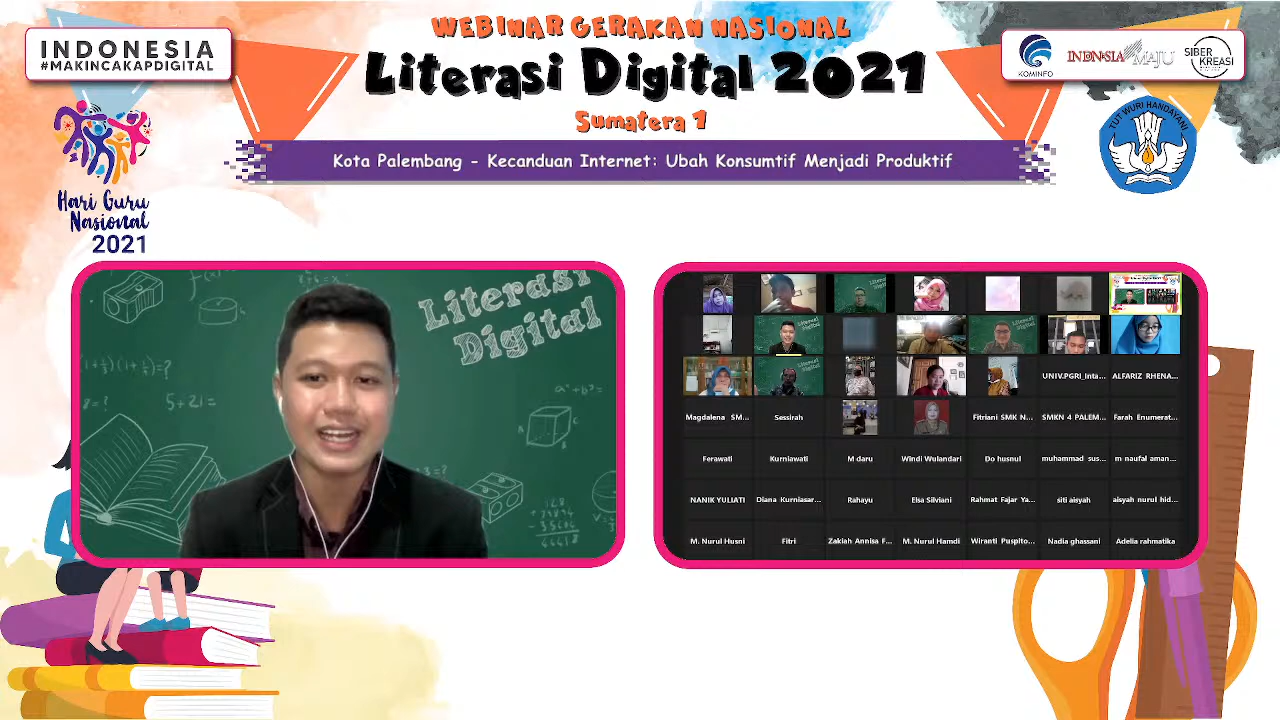 WEBINAR GERAKAN NASIONAL
Literasi Digital 2021
Sumatera 1
INDONESIA
#MAKINCAKAPDIGITAL
KOMINFO
INDONESIA MAJU
SIBER KREASI
TUT WURI HANDAYANI
Kota Palembang - Kecanduan Internet: Ubah Konsumtif Menjadi Produktif
Hari Guru
Nasional
2021
Literasi
Digital
5+21=
UNIV.PGRI_Inta... ALFARIZ RHENA...
Magdalena SM... Sessirah Fitriani SMK N... SMKN 4 PALEM... Farah Enumerat...
Ferawati Kurniawati M daru Windi Wulandari Do husnul muhammad sus... m naufal aman...
NANIK YULIATI Diana Kurniasar... Rahayu Elsa Silviani Rahmat Fajar Ya... siti aisyah aisyah nurul hid...
M. Nurul Husni Fitri Zakiah Annisa F... M. Nurul Hamdi Wiranti Puspito... Nadia ghassani Adelia rahmatika